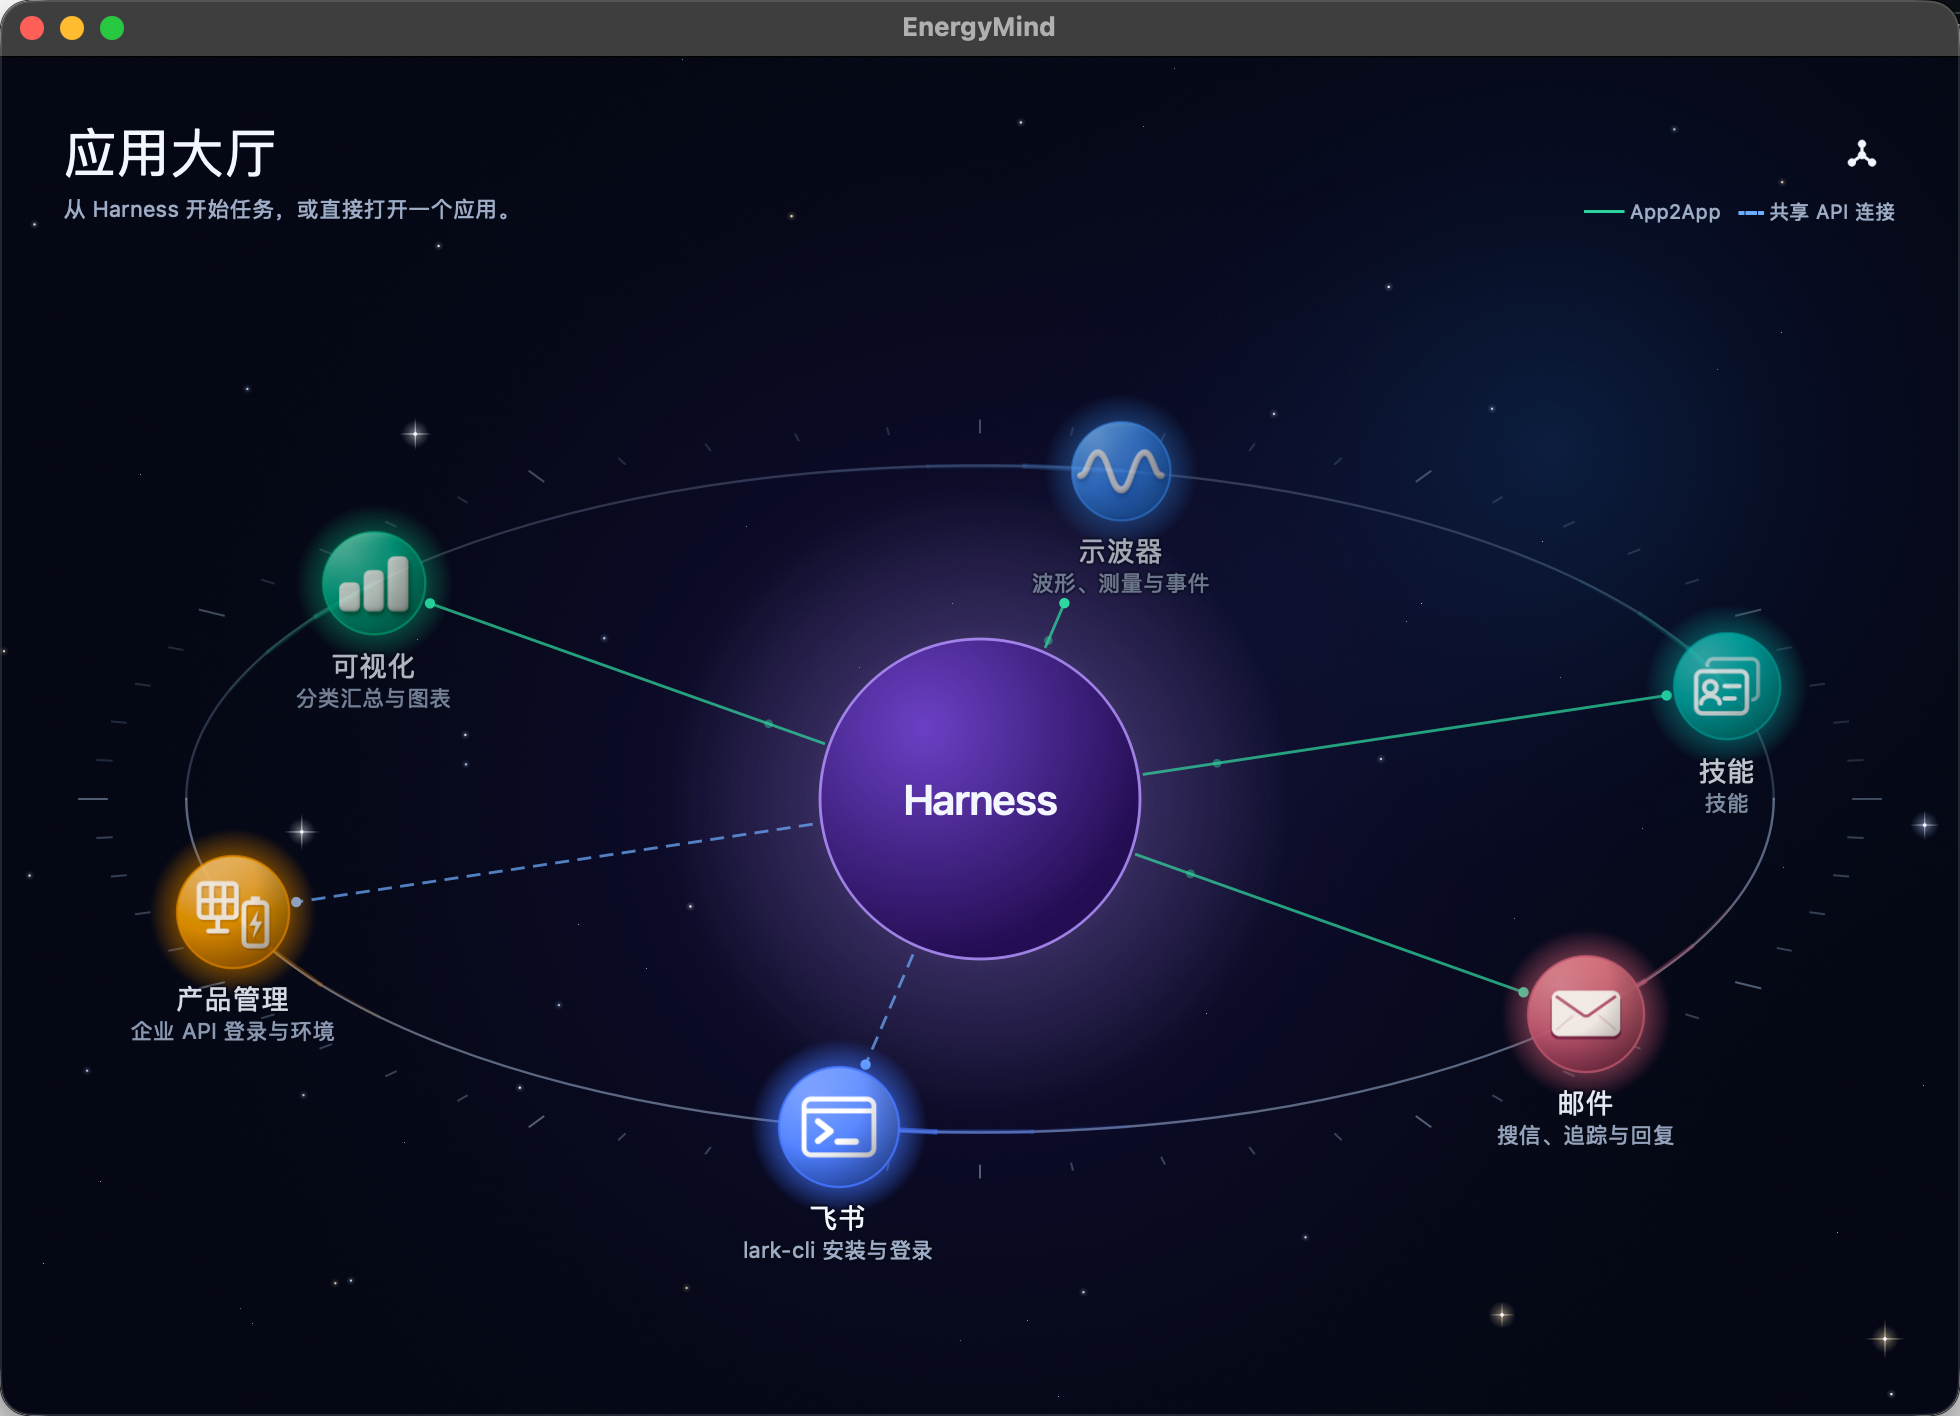 EnergyMind
应用大厅
从 Harness 开始任务，或直接打开一个应用。
App2App
共享 API 连接
示波器
波形、测量与事件
可视化
分类汇总与图表
技能
技能
Harness
产品管理
企业 API 登录与环境
邮件
搜信、追踪与回复
飞书
lark-cli 安装与登录